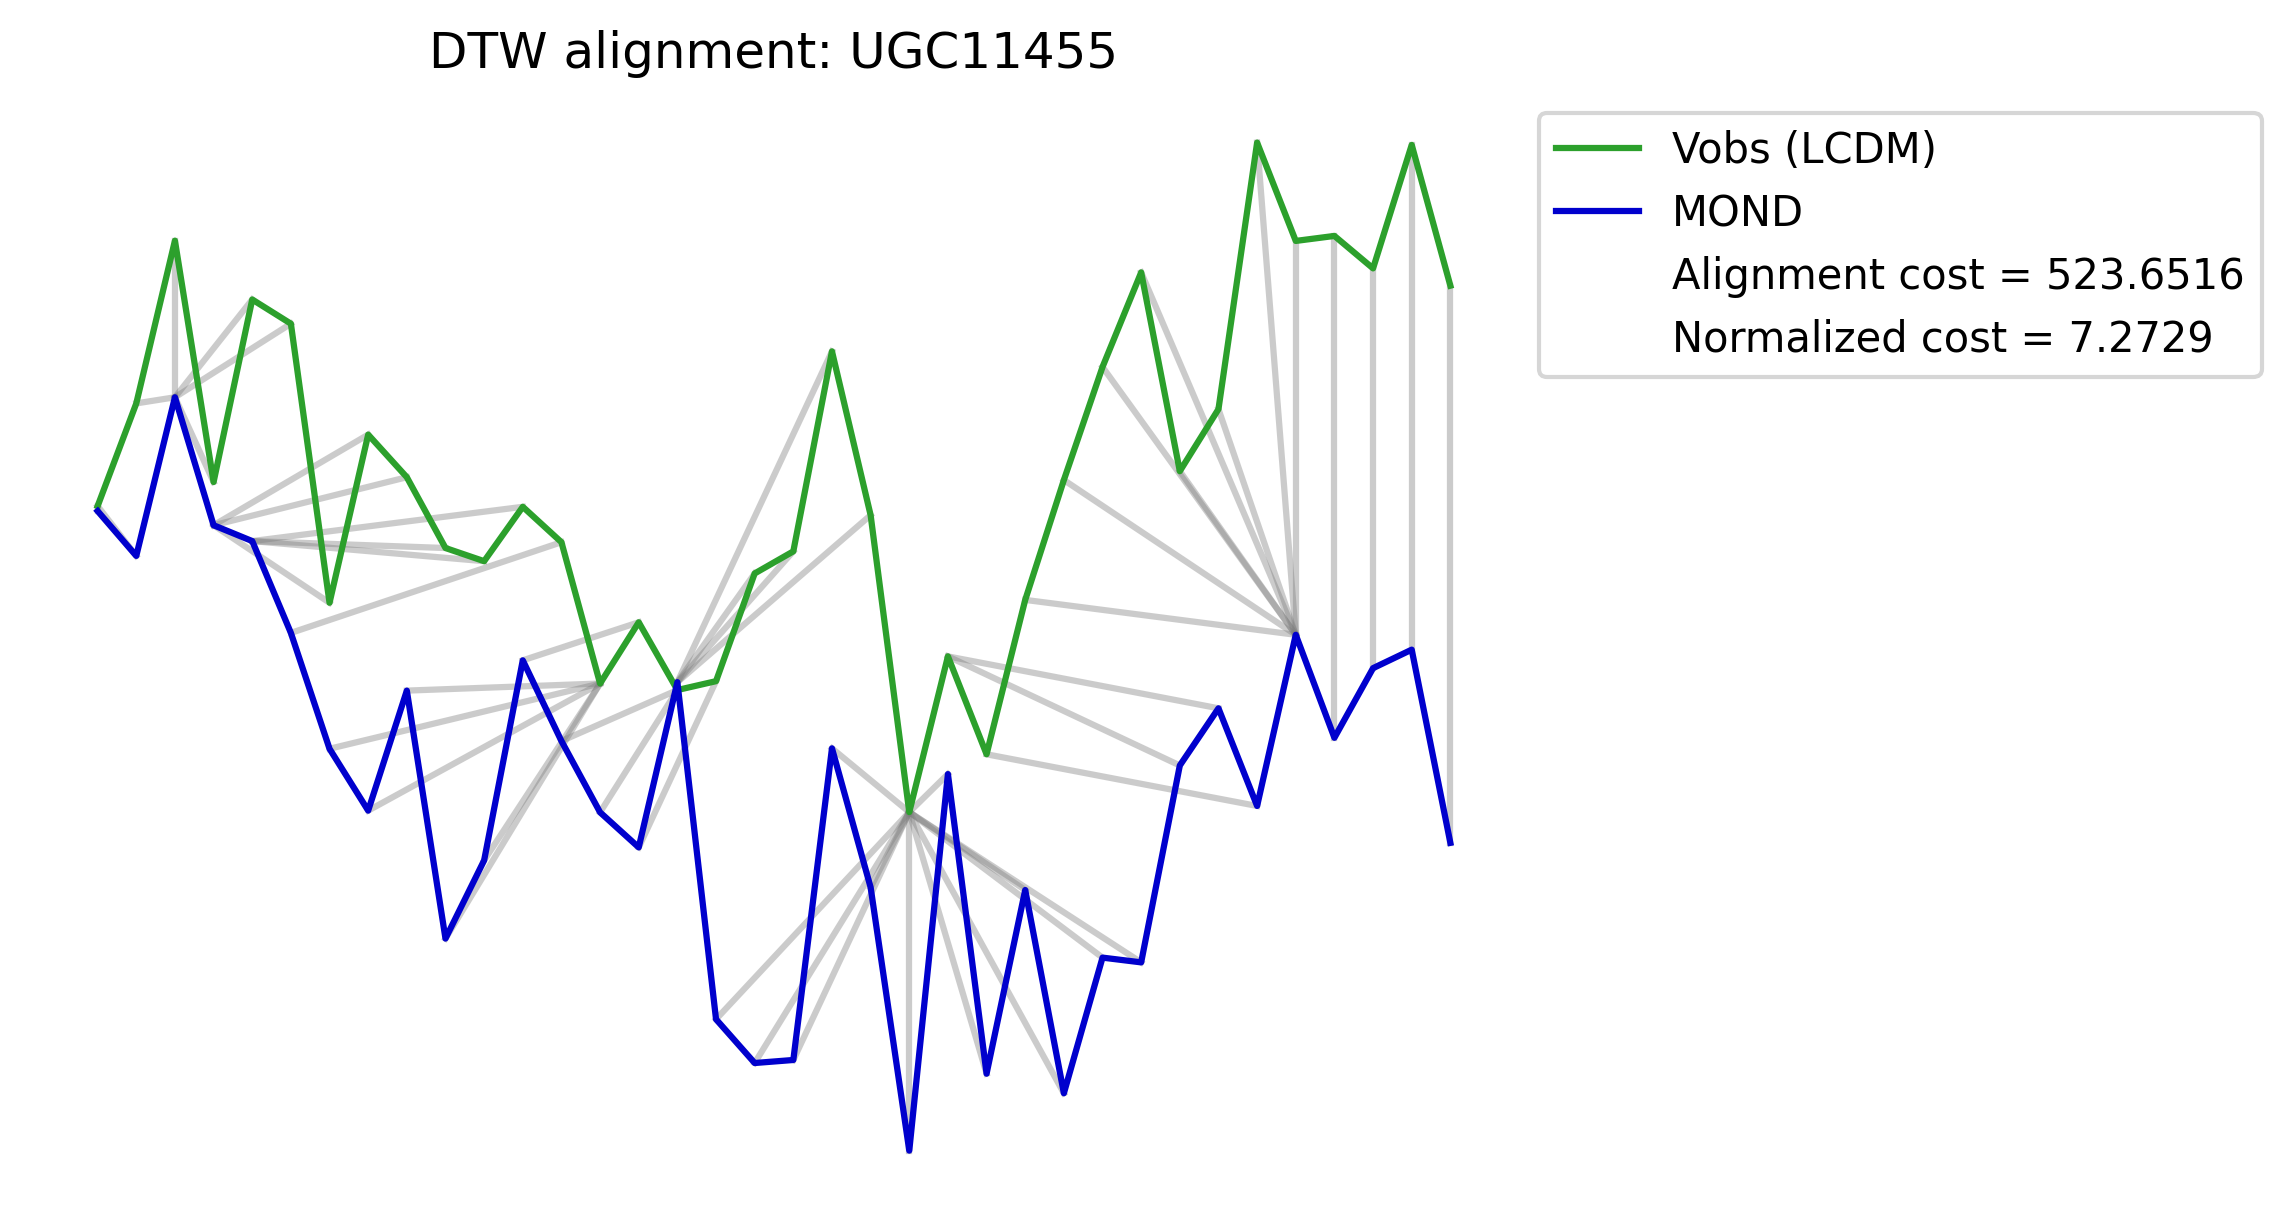 DTW alignment: UGC11455
Vobs (LCDM)
MOND
Alignment cost = 523.6516
Normalized cost = 7.2729